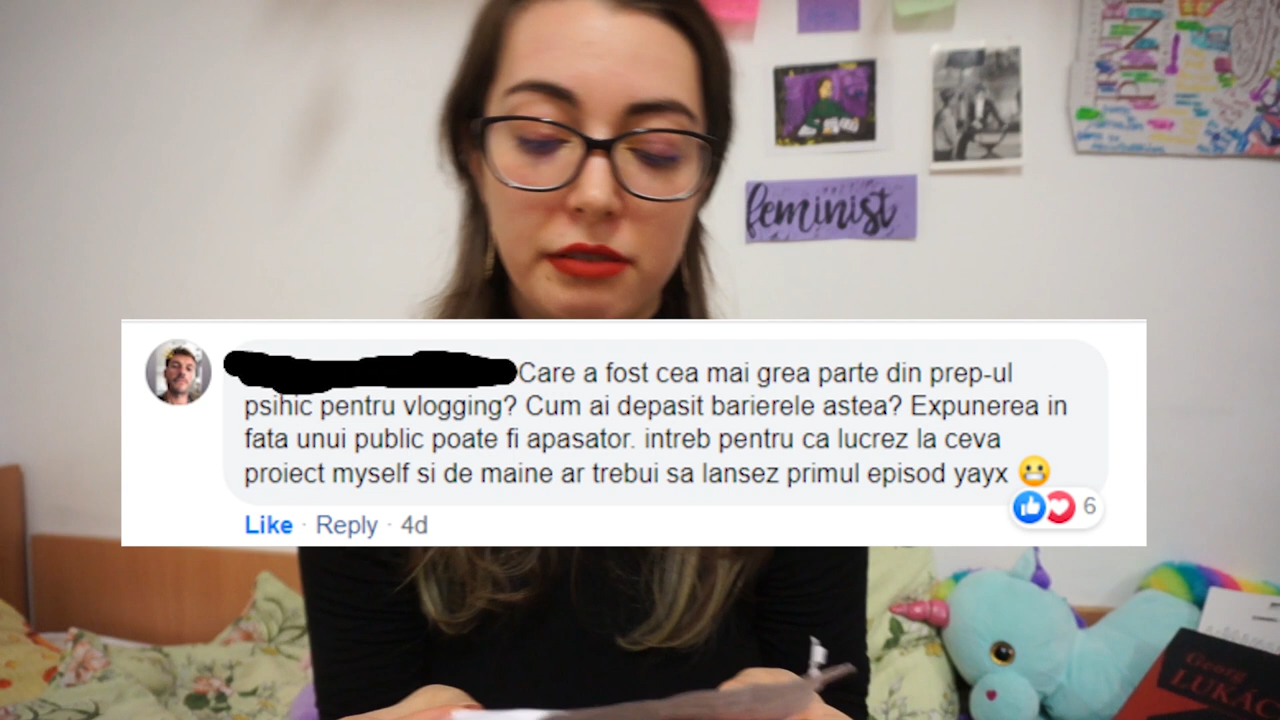 feminist
Care a fost cea mai grea parte din prep-ul
psihic pentru vlogging? Cum ai depasit barierele astea? Expunerea in
fata unui public poate fi apasator. intreb pentru ca lucrez la ceva
proiect myself si de maine ar trebui sa lansez primul episod yayx 😬
6
Like · Reply · 4d
Georg
LUKÁC